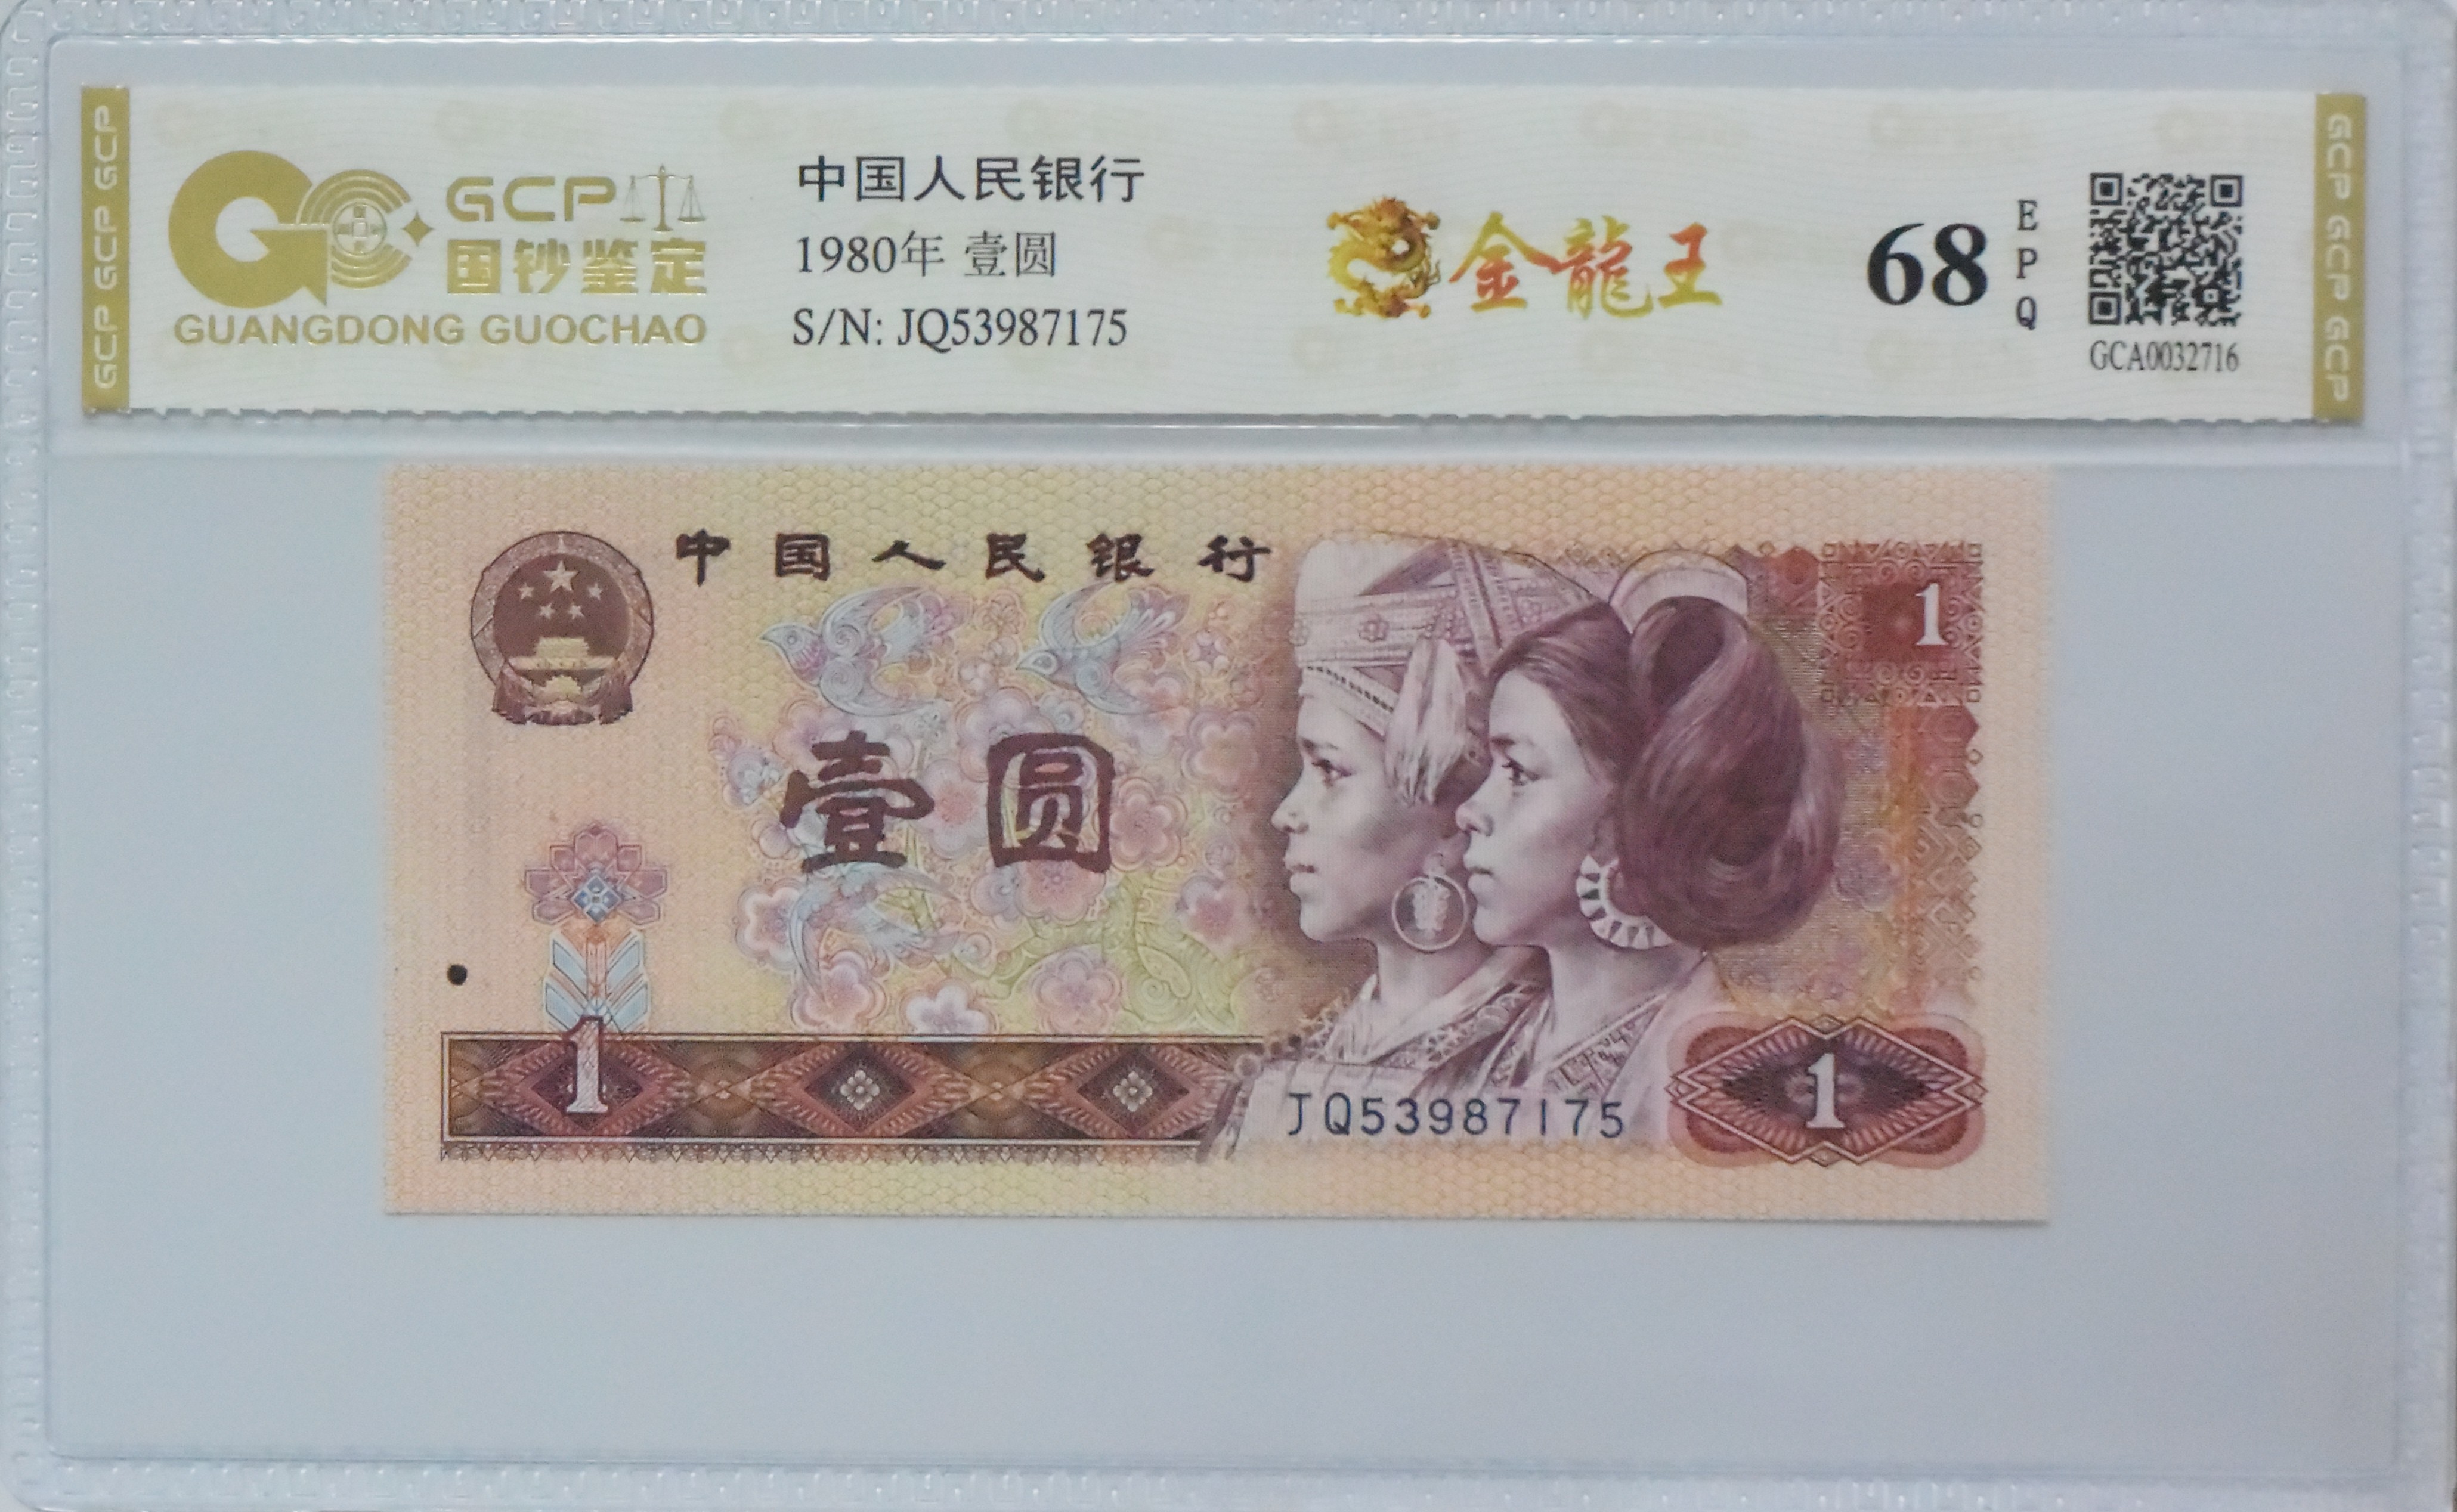 GCP GCP GCP
GCP
国钞鉴定
GUANGDONG GUOCHAO
中国人民银行
1980年 壹圆
S/N: JQ53987175
金龍王
68
EPQ
GCA0032716
GCP GCP GCP
中国人民银行
1
壹圆
1
JQ53987175
1